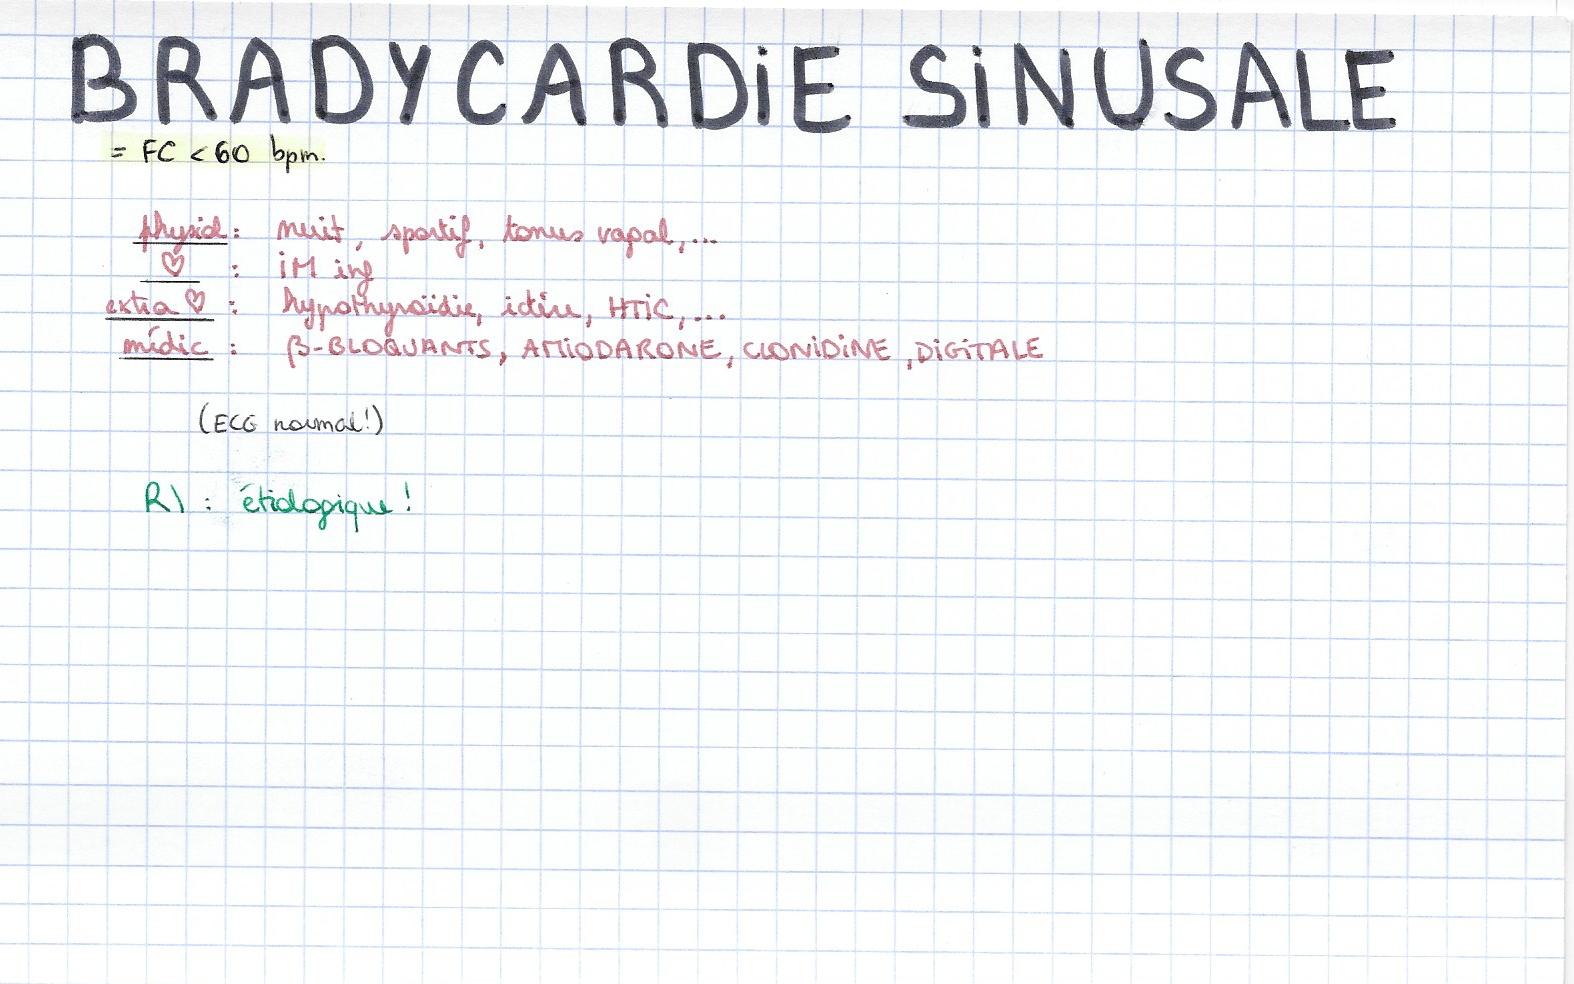 BRADYCARDiE SiNUSALE
= FC < 60 bpm.
physiol : nuit, sportif, tonus vagal, ...
♡ : iM inf
extra ♡ : hypothyroïdie, ictère, HTiC, ...
médic : β-BLOQUANTS, AMiODARONE, CLONiDiNE, DiGiTALE
(ECG normal!)
R) : étiologique !